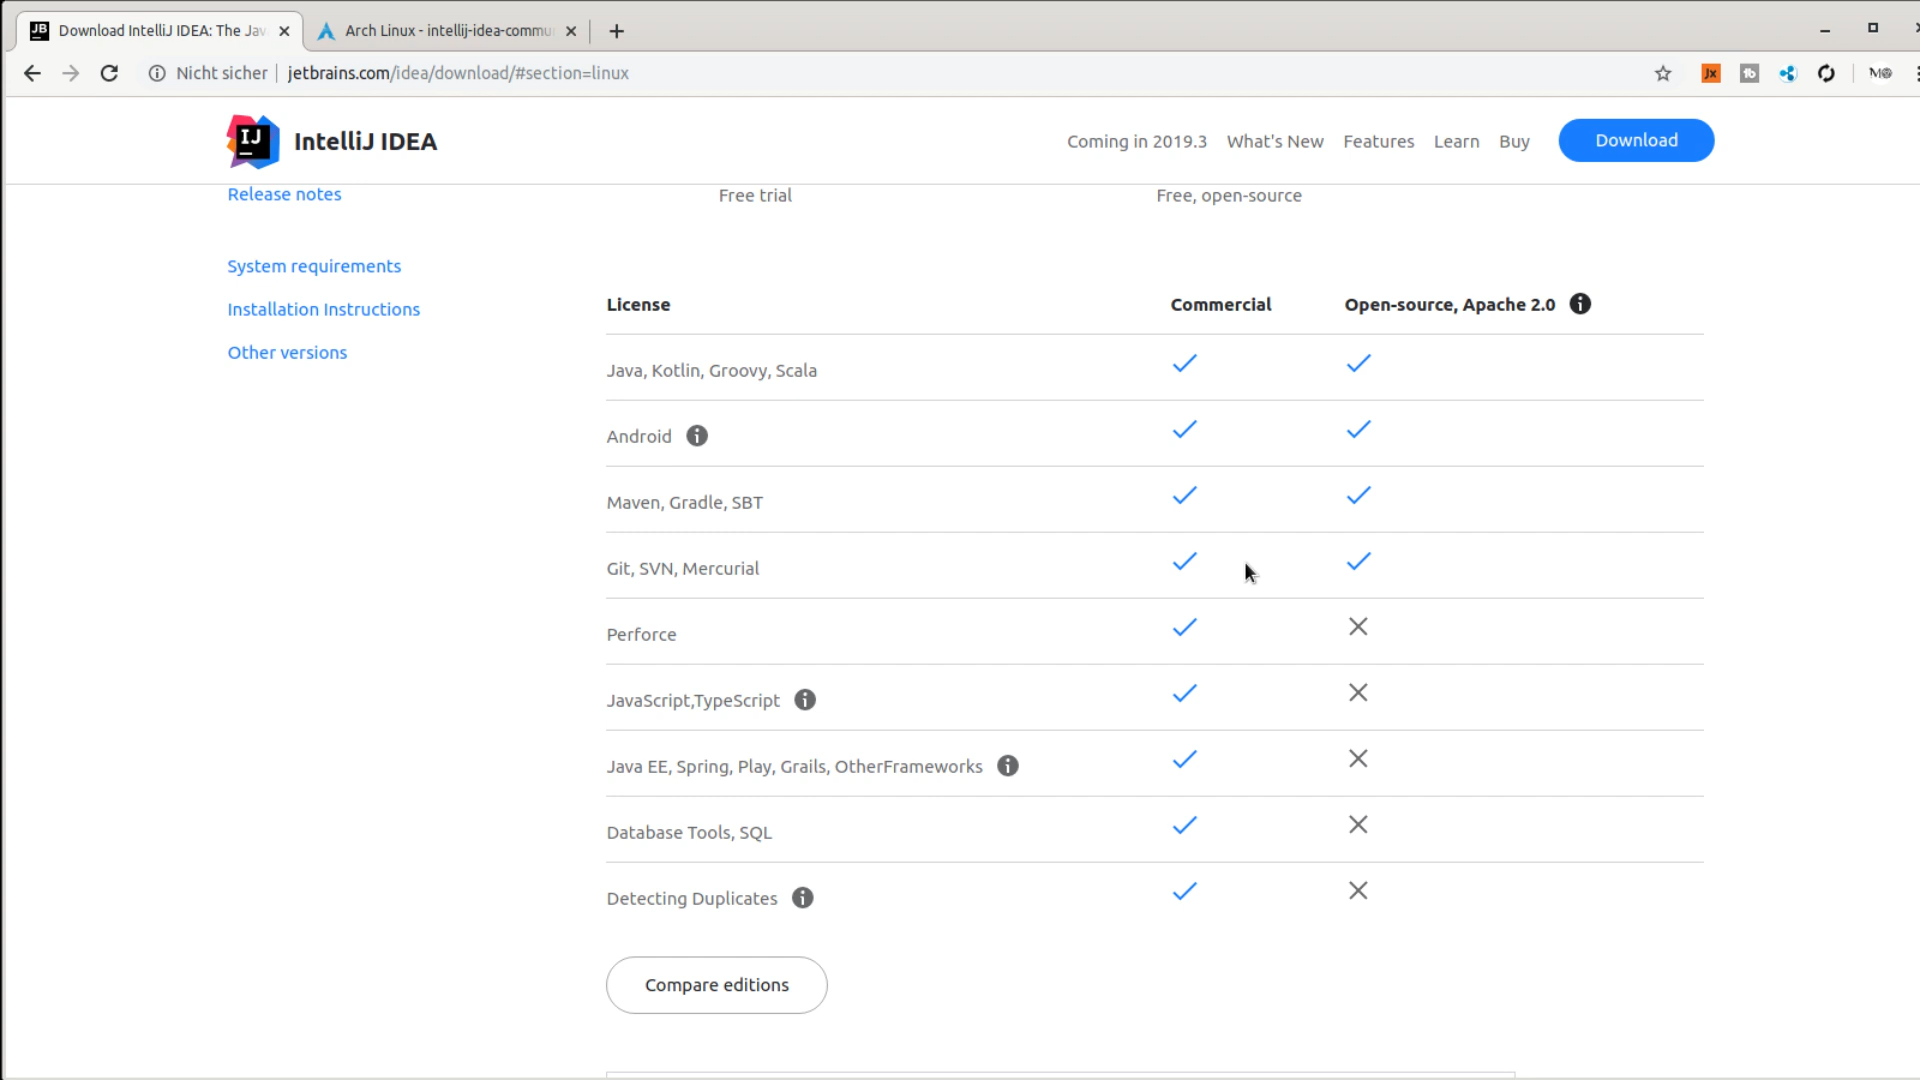 JB Download IntelliJ IDEA: The Jav
Arch Linux - intellij-idea-commu
Nicht sicher jetbrains.com/idea/download/#section=linux
Jx
tb
IJ IntelliJ IDEA
Coming in 2019.3 What's New Features Learn Buy Download
Release notes
Free trial
Free, open-source
System requirements
Installation Instructions
Other versions
License Commercial Open-source, Apache 2.0
Java, Kotlin, Groovy, Scala
Android
Maven, Gradle, SBT
Git, SVN, Mercurial
Perforce
JavaScript,TypeScript
Java EE, Spring, Play, Grails, OtherFrameworks
Database Tools, SQL
Detecting Duplicates
Compare editions